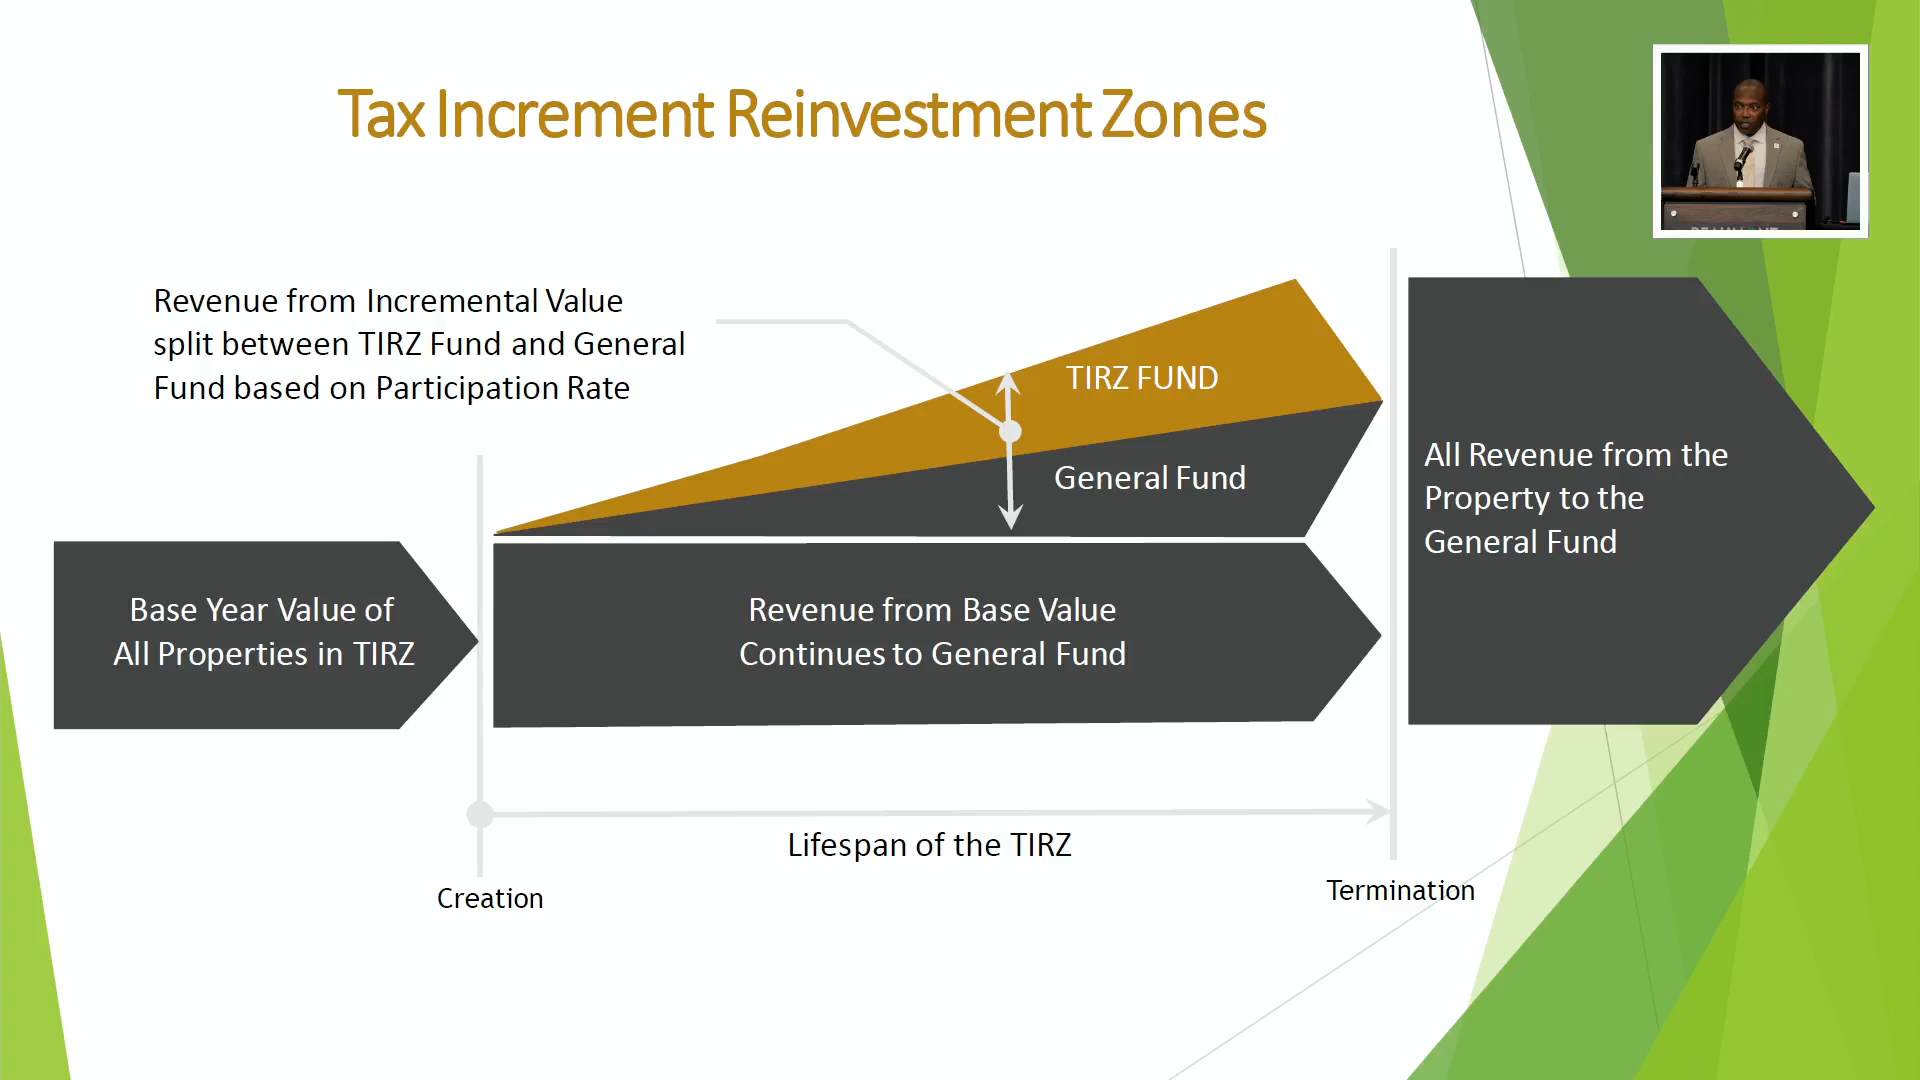 Tax Increment Reinvestment Zones
Revenue from Incremental Value
split between TIRZ Fund and General
Fund based on Participation Rate
TIRZ FUND
General Fund
All Revenue from the
Property to the
General Fund
Base Year Value of
All Properties in TIRZ
Revenue from Base Value
Continues to General Fund
Lifespan of the TIRZ
Creation
Termination